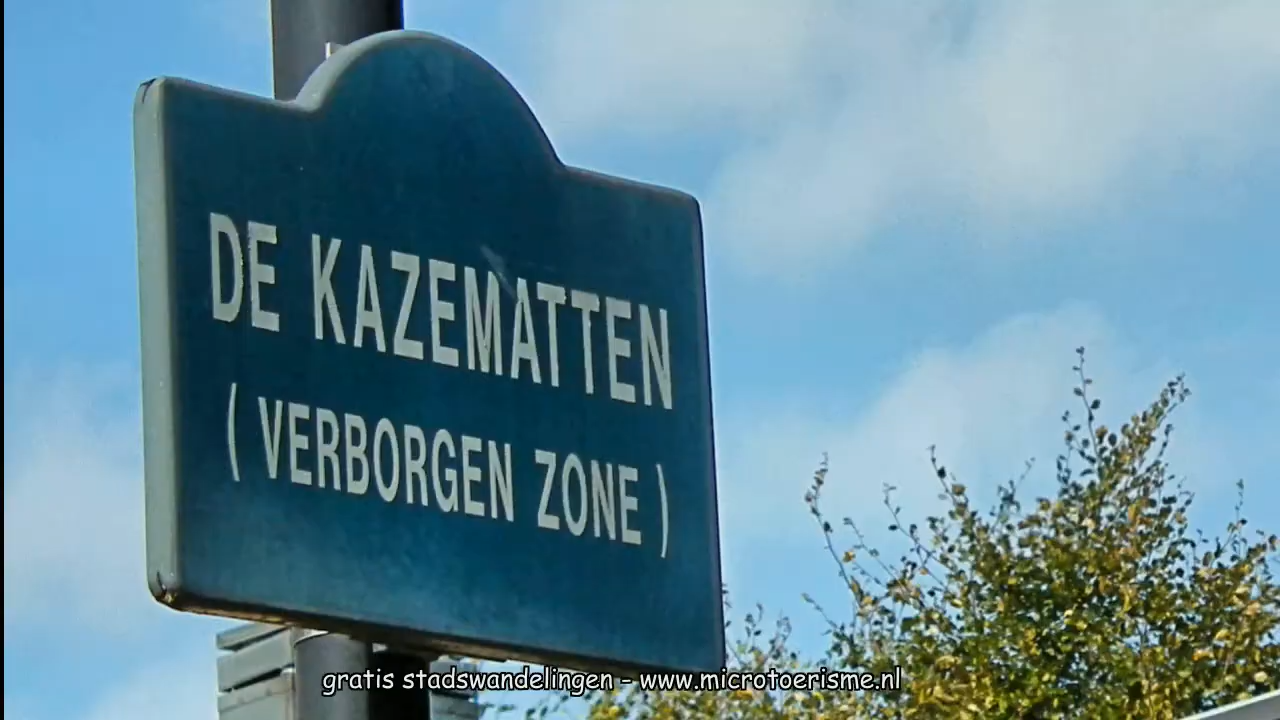 DE KAZEMATTEN
( VERBORGEN ZONE )
gratis stadswandelingen - www.microtoerisme.nl